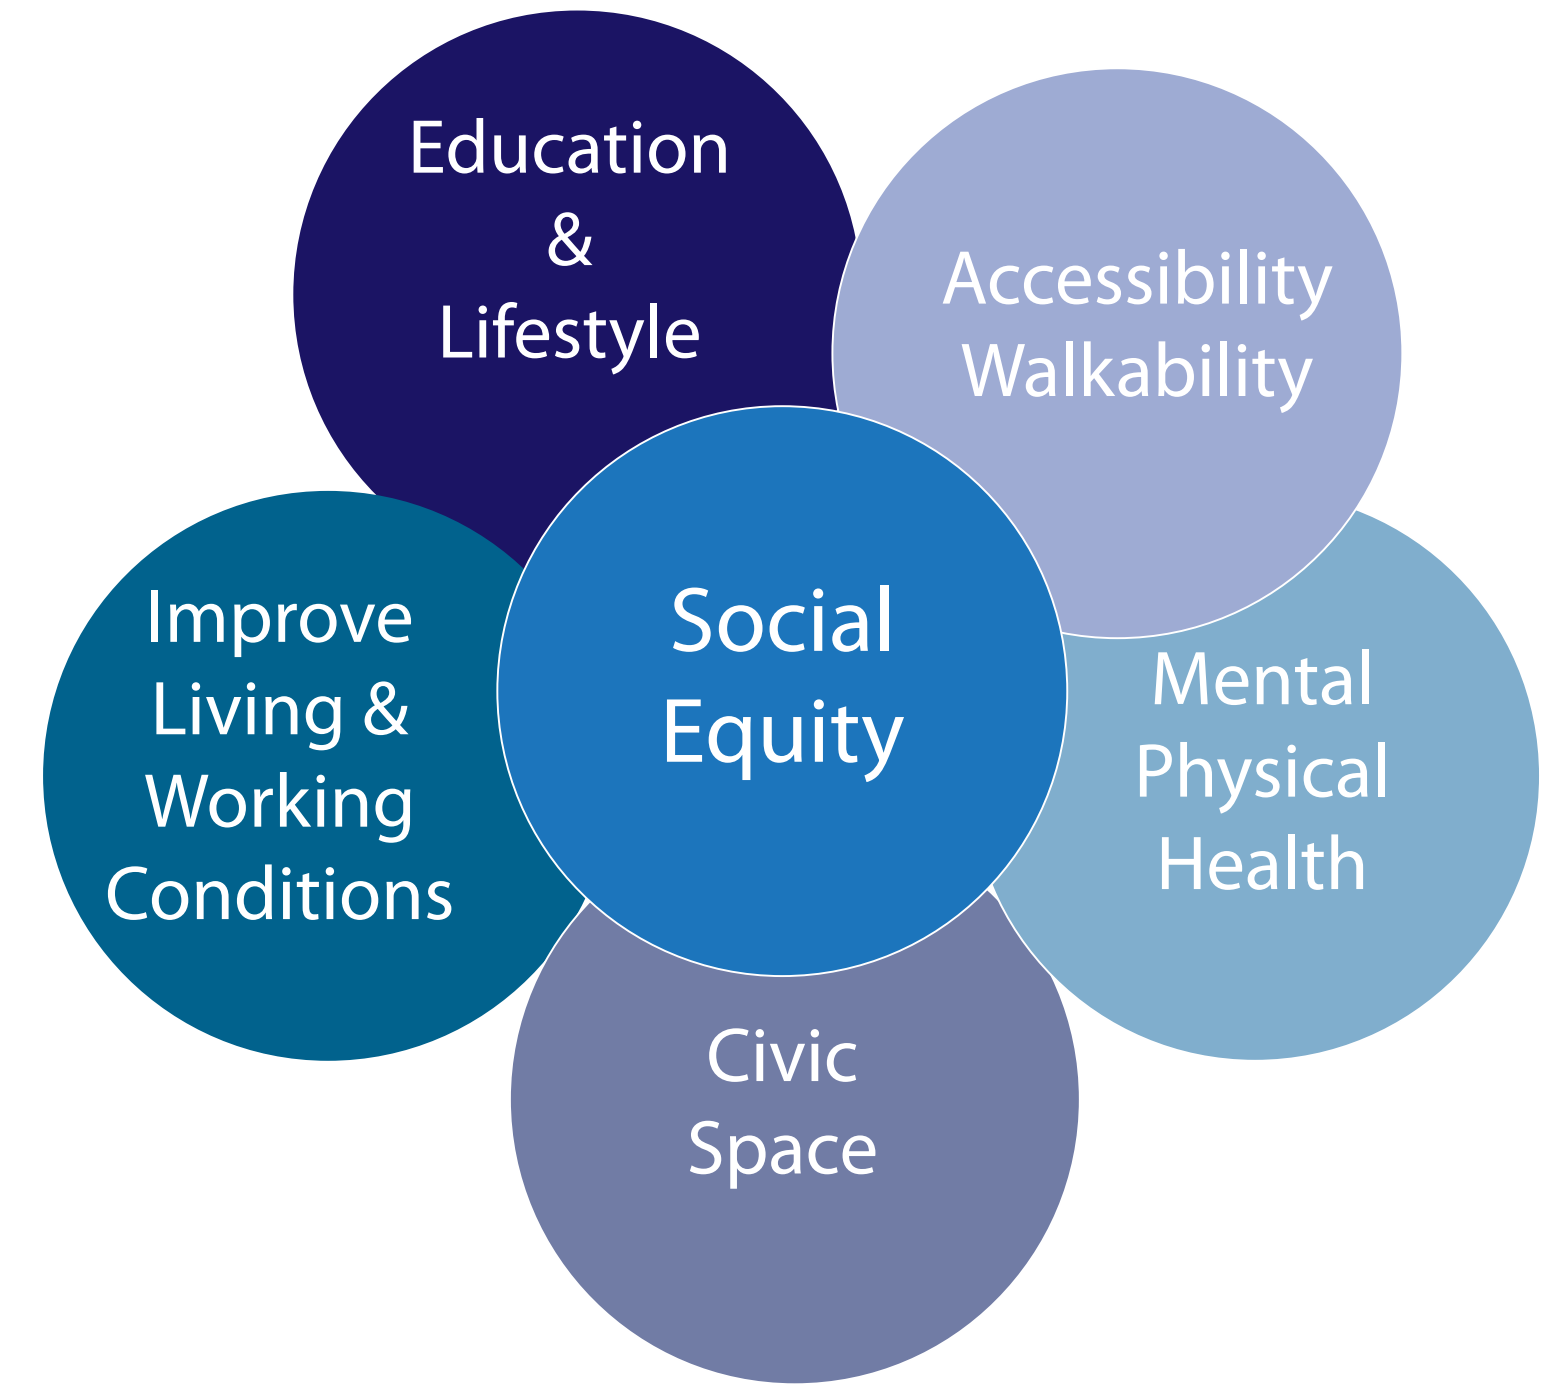 Education
&
Lifestyle
Accessibility
Walkability
Social
Equity
Improve
Living &
Working
Conditions
Mental
Physical
Health
Civic
Space